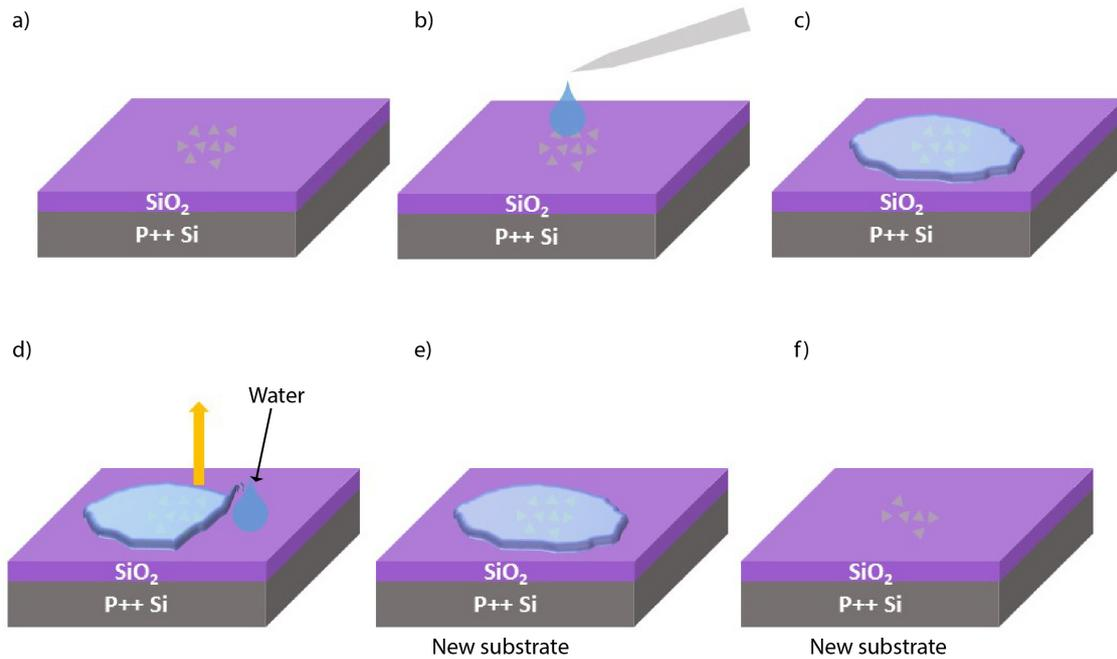 a)
b)
c)
SiO₂
P++ Si
SiO₂
P++ Si
SiO₂
P++ Si
d)
e)
f)
Water
SiO₂
P++ Si
SiO₂
P++ Si
SiO₂
P++ Si
New substrate
New substrate